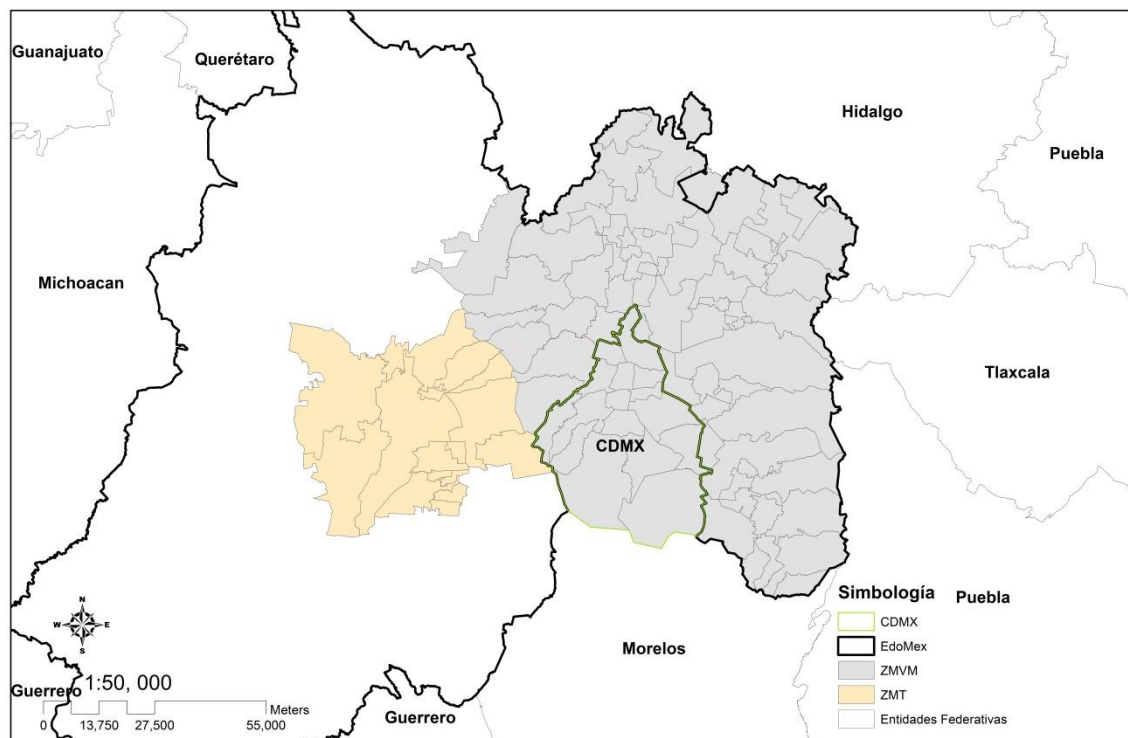 Guanajuato
Querétaro
Hidalgo
Puebla
Michoacan
Tlaxcala
CDMX
Simbología
CDMX
EdoMex
ZMVM
ZMT
Entidades Federativas
Puebla
Morelos
N
W E
S
Guerrero
1:50, 000
Meters
0 13,750 27,500 55,000
Guerrero